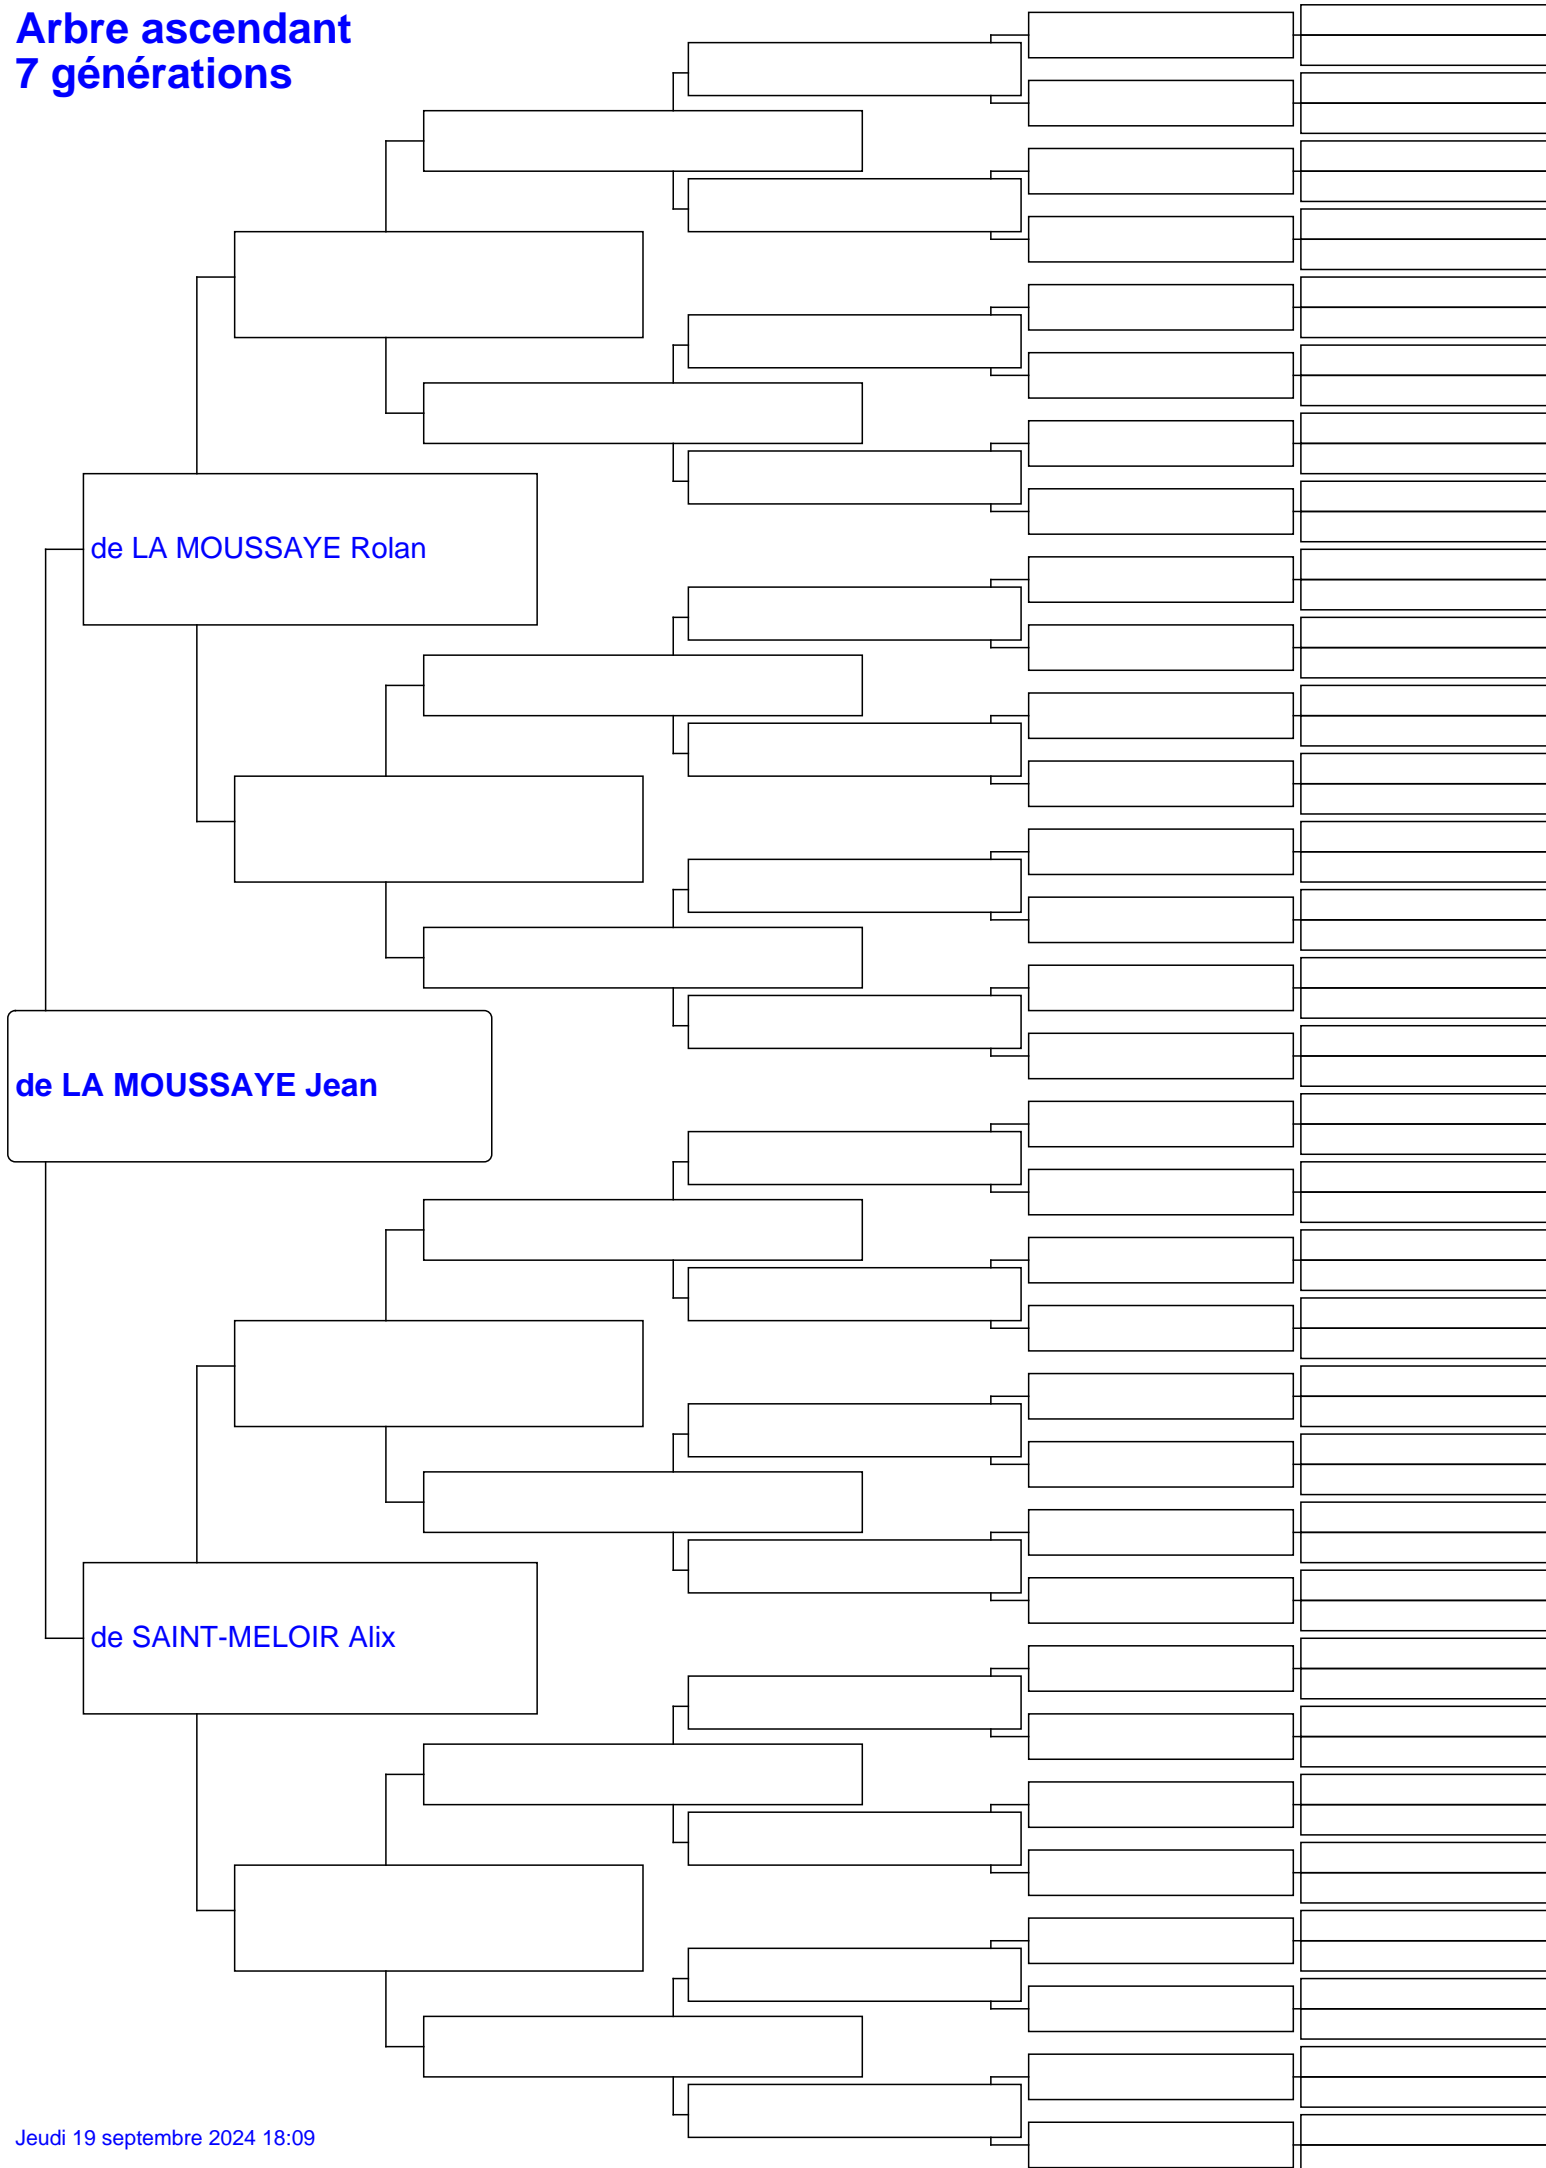 Arbre ascendant
7 générations
de LA MOUSSAYE Rolan
de LA MOUSSAYE Jean
de SAINT-MELOIR Alix
Jeudi 19 septembre 2024 18:09